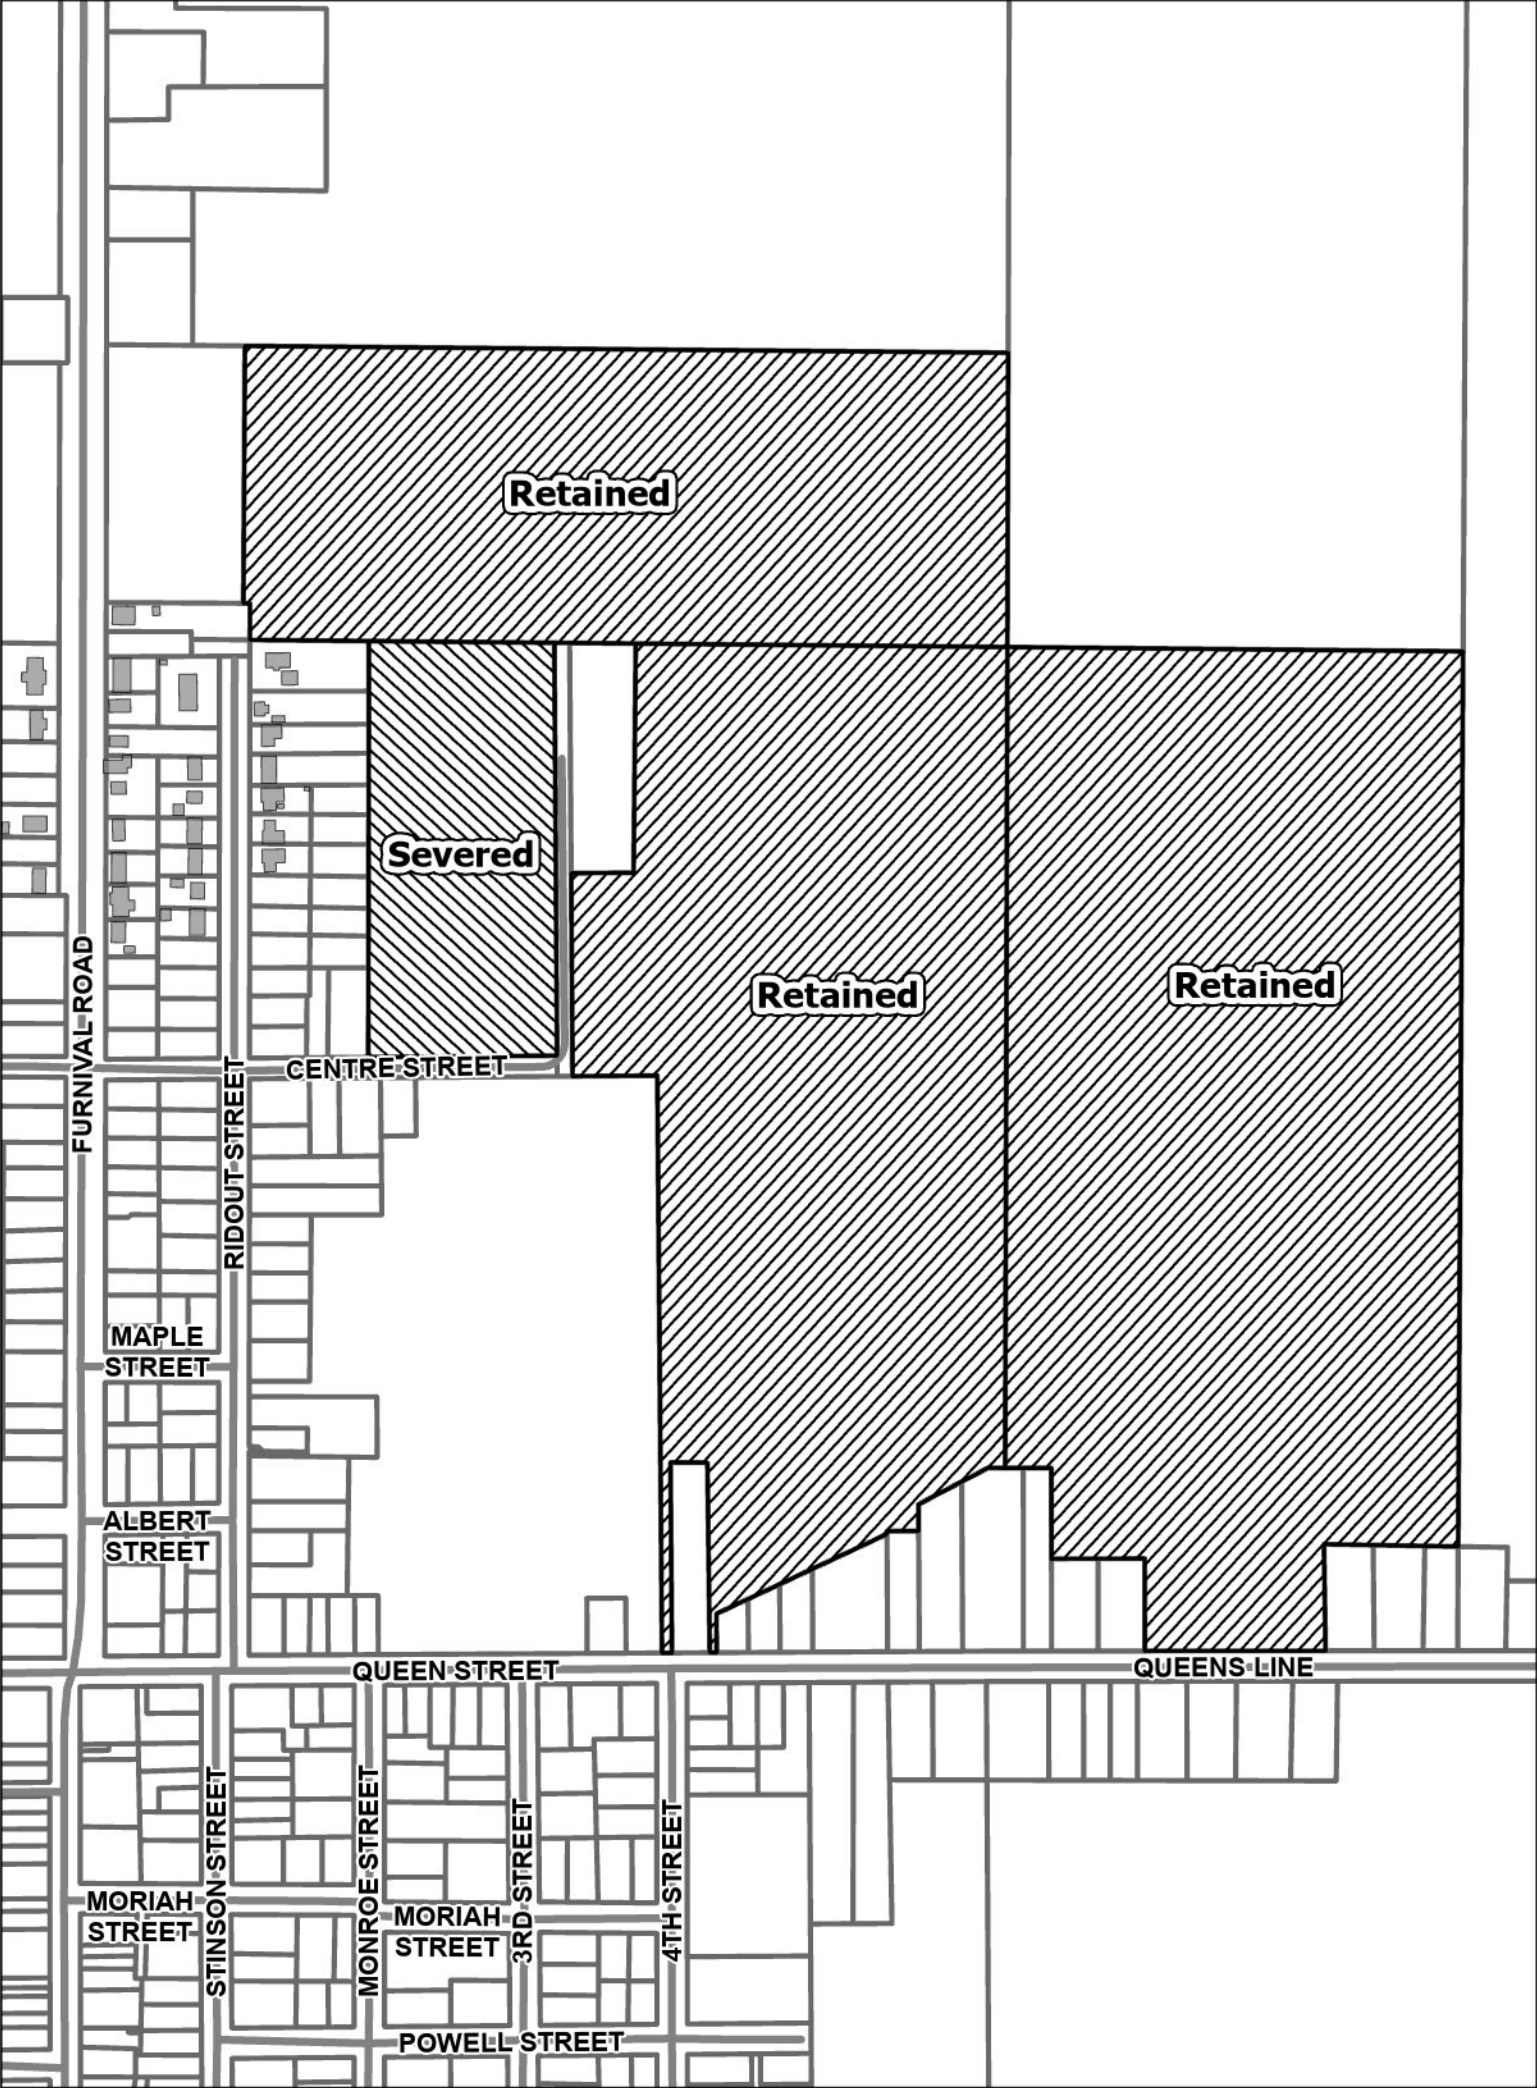 Retained
Severed
Retained
Retained
FURNIVAL ROAD
CENTRE STREET
RIDOUT STREET
MAPLE
STREET
ALBERT
STREET
QUEEN STREET
QUEENS LINE
STINSON STREET
MONROE STREET
3RD STREET
4TH STREET
MORIAH
STREET
MORIAH
STREET
POWELL STREET